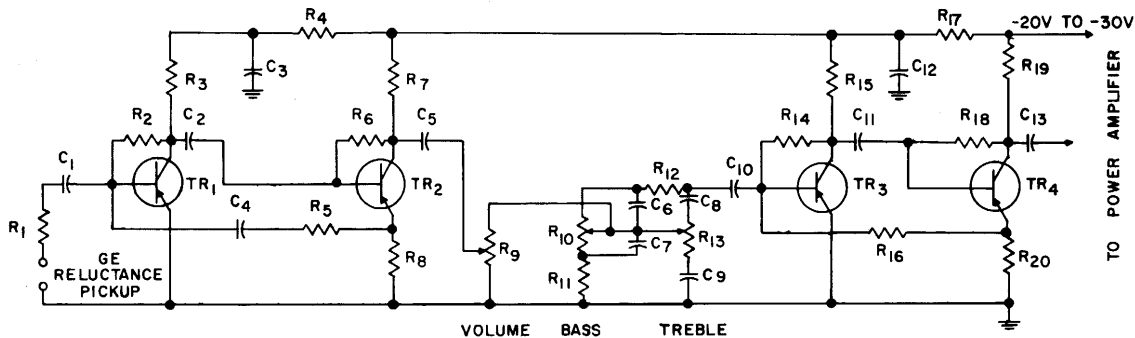 R4
R17
-20V TO -30V
R3
C3
R7
R15
C12
R19
R2
C2
R6
C5
R14
C11
R18
C13
C1
TR1
TR2
R12
C10
TR3
TR4
C4
R5
C6
C8
R1
R8
R9
R10
C7
R13
R16
R20
GE
RELUCTANCE
PICKUP
R11
C9
VOLUME BASS TREBLE
TO POWER AMPLIFIER